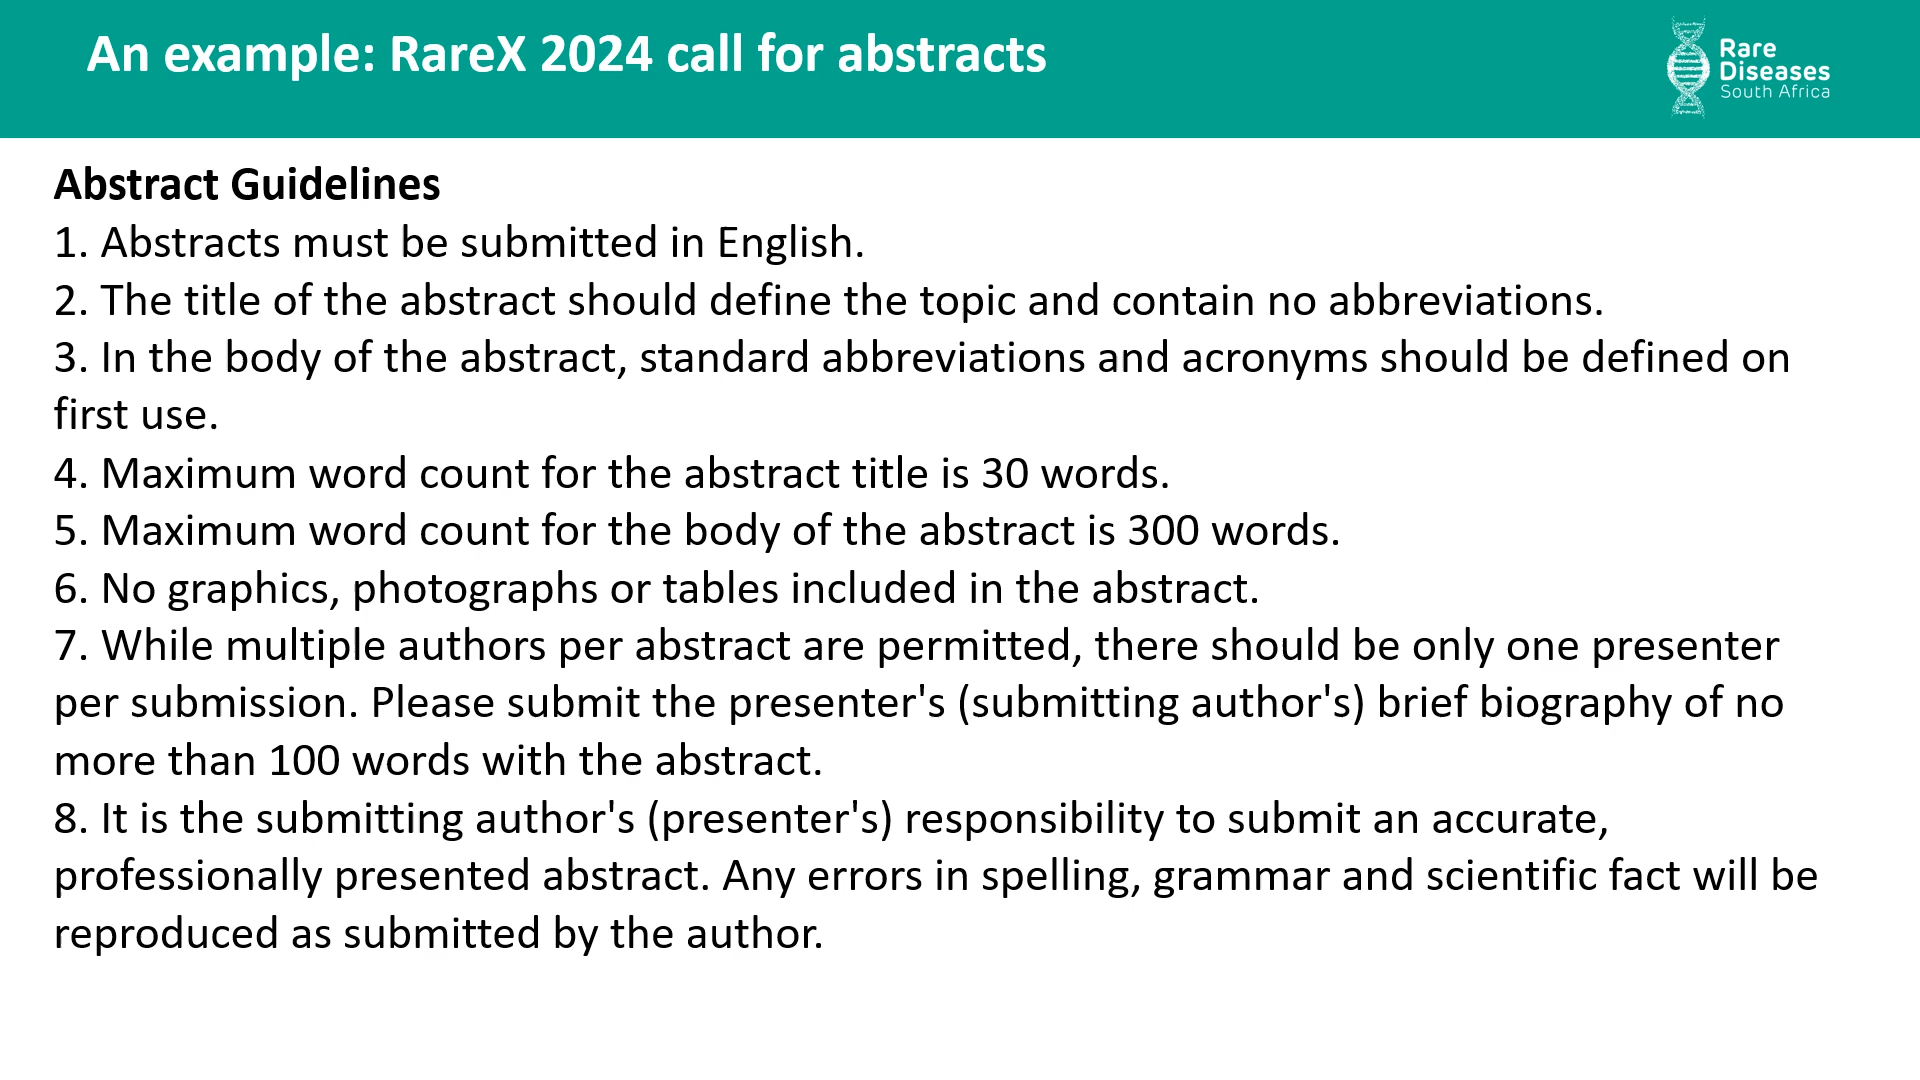 An example: RareX 2024 call for abstracts
Rare
Diseases
South Africa
Abstract Guidelines
1. Abstracts must be submitted in English.
2. The title of the abstract should define the topic and contain no abbreviations.
3. In the body of the abstract, standard abbreviations and acronyms should be defined on
first use.
4. Maximum word count for the abstract title is 30 words.
5. Maximum word count for the body of the abstract is 300 words.
6. No graphics, photographs or tables included in the abstract.
7. While multiple authors per abstract are permitted, there should be only one presenter
per submission. Please submit the presenter's (submitting author's) brief biography of no
more than 100 words with the abstract.
8. It is the submitting author's (presenter's) responsibility to submit an accurate,
professionally presented abstract. Any errors in spelling, grammar and scientific fact will be
reproduced as submitted by the author.